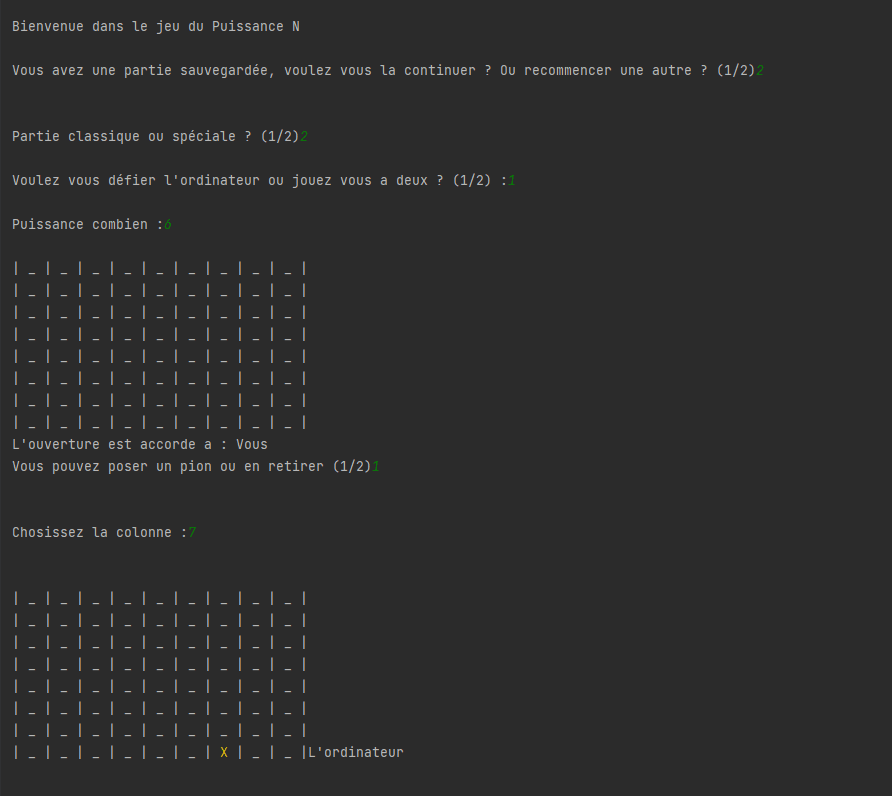 Bienvenue dans le jeu du Puissance N
Vous avez une partie sauvegardée, voulez vous la continuer ? Ou recommencer une autre ? (1/2)2
Partie classique ou spéciale ? (1/2)2
Voulez vous défier l'ordinateur ou jouez vous a deux ? (1/2) :1
Puissance combien :6
| _ | _ | _ | _ | _ | _ | _ | _ | _ |
| _ | _ | _ | _ | _ | _ | _ | _ | _ |
| _ | _ | _ | _ | _ | _ | _ | _ | _ |
| _ | _ | _ | _ | _ | _ | _ | _ | _ |
| _ | _ | _ | _ | _ | _ | _ | _ | _ |
| _ | _ | _ | _ | _ | _ | _ | _ | _ |
| _ | _ | _ | _ | _ | _ | _ | _ | _ |
| _ | _ | _ | _ | _ | _ | _ | _ | _ |
L'ouverture est accorde a : Vous
Vous pouvez poser un pion ou en retirer (1/2)1
Chosissez la colonne :7
| _ | _ | _ | _ | _ | _ | _ | _ | _ |
| _ | _ | _ | _ | _ | _ | _ | _ | _ |
| _ | _ | _ | _ | _ | _ | _ | _ | _ |
| _ | _ | _ | _ | _ | _ | _ | _ | _ |
| _ | _ | _ | _ | _ | _ | _ | _ | _ |
| _ | _ | _ | _ | _ | _ | _ | _ | _ |
| _ | _ | _ | _ | _ | _ | _ | _ | _ |
| _ | _ | _ | _ | _ | _ | X | _ | _ |L'ordinateur